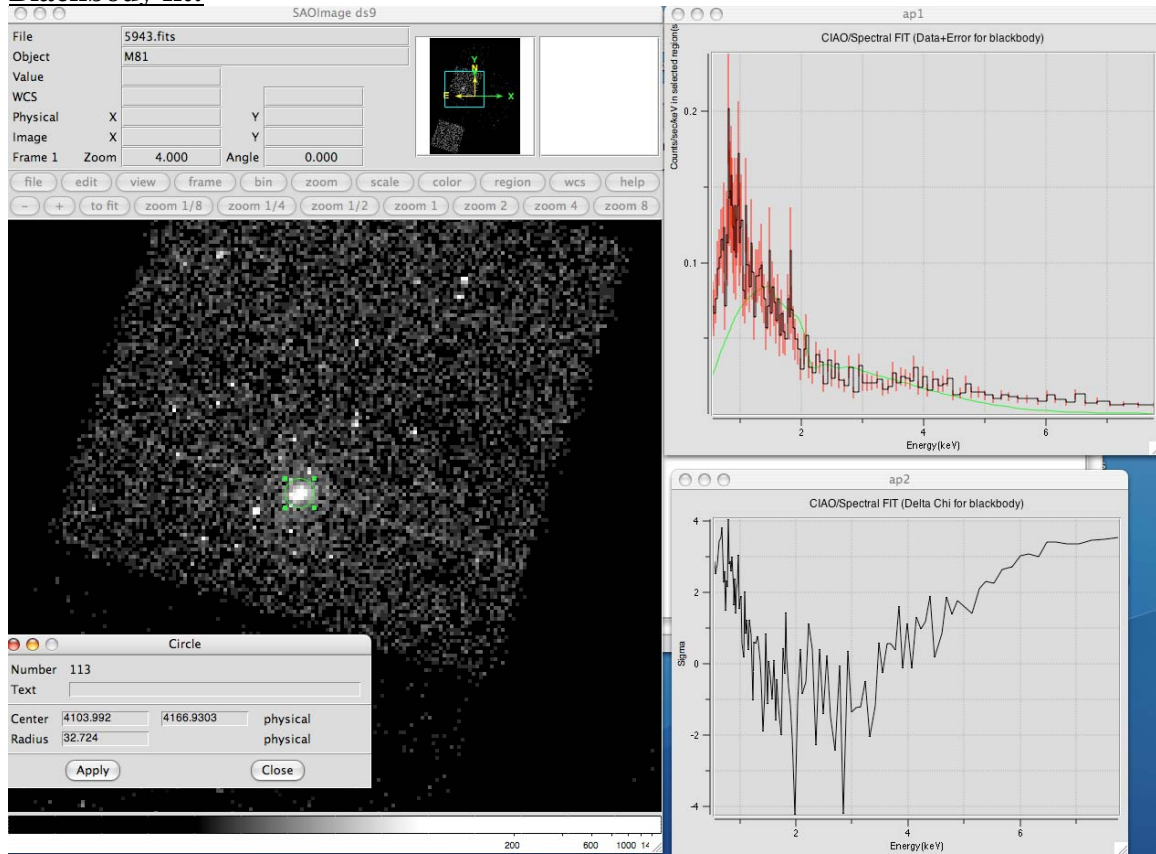 Blackbody fit:
SAOImage ds9
File 5943.fits
Object M81
Value
WCS
Physical X Y
Image X Y
Frame 1 Zoom 4.000 Angle 0.000
Y
N
E X
file edit view frame bin zoom scale color region wcs help
- + to fit zoom 1/8 zoom 1/4 zoom 1/2 zoom 1 zoom 2 zoom 4 zoom 8
Circle
Number 113
Text
Center 4103.992 4166.9303 physical
Radius 32.724 physical
Apply Close
200 600 1000 14
ap1
CIAO/Spectral FIT (Data+Error for blackbody)
Counts/sec/keV in selected region(s
0.2
0.1
2 4 6
Energy(keV)
ap2
CIAO/Spectral FIT (Delta Chi for blackbody)
Sigma
4
2
0
-2
-4
2 4 6
Energy(keV)